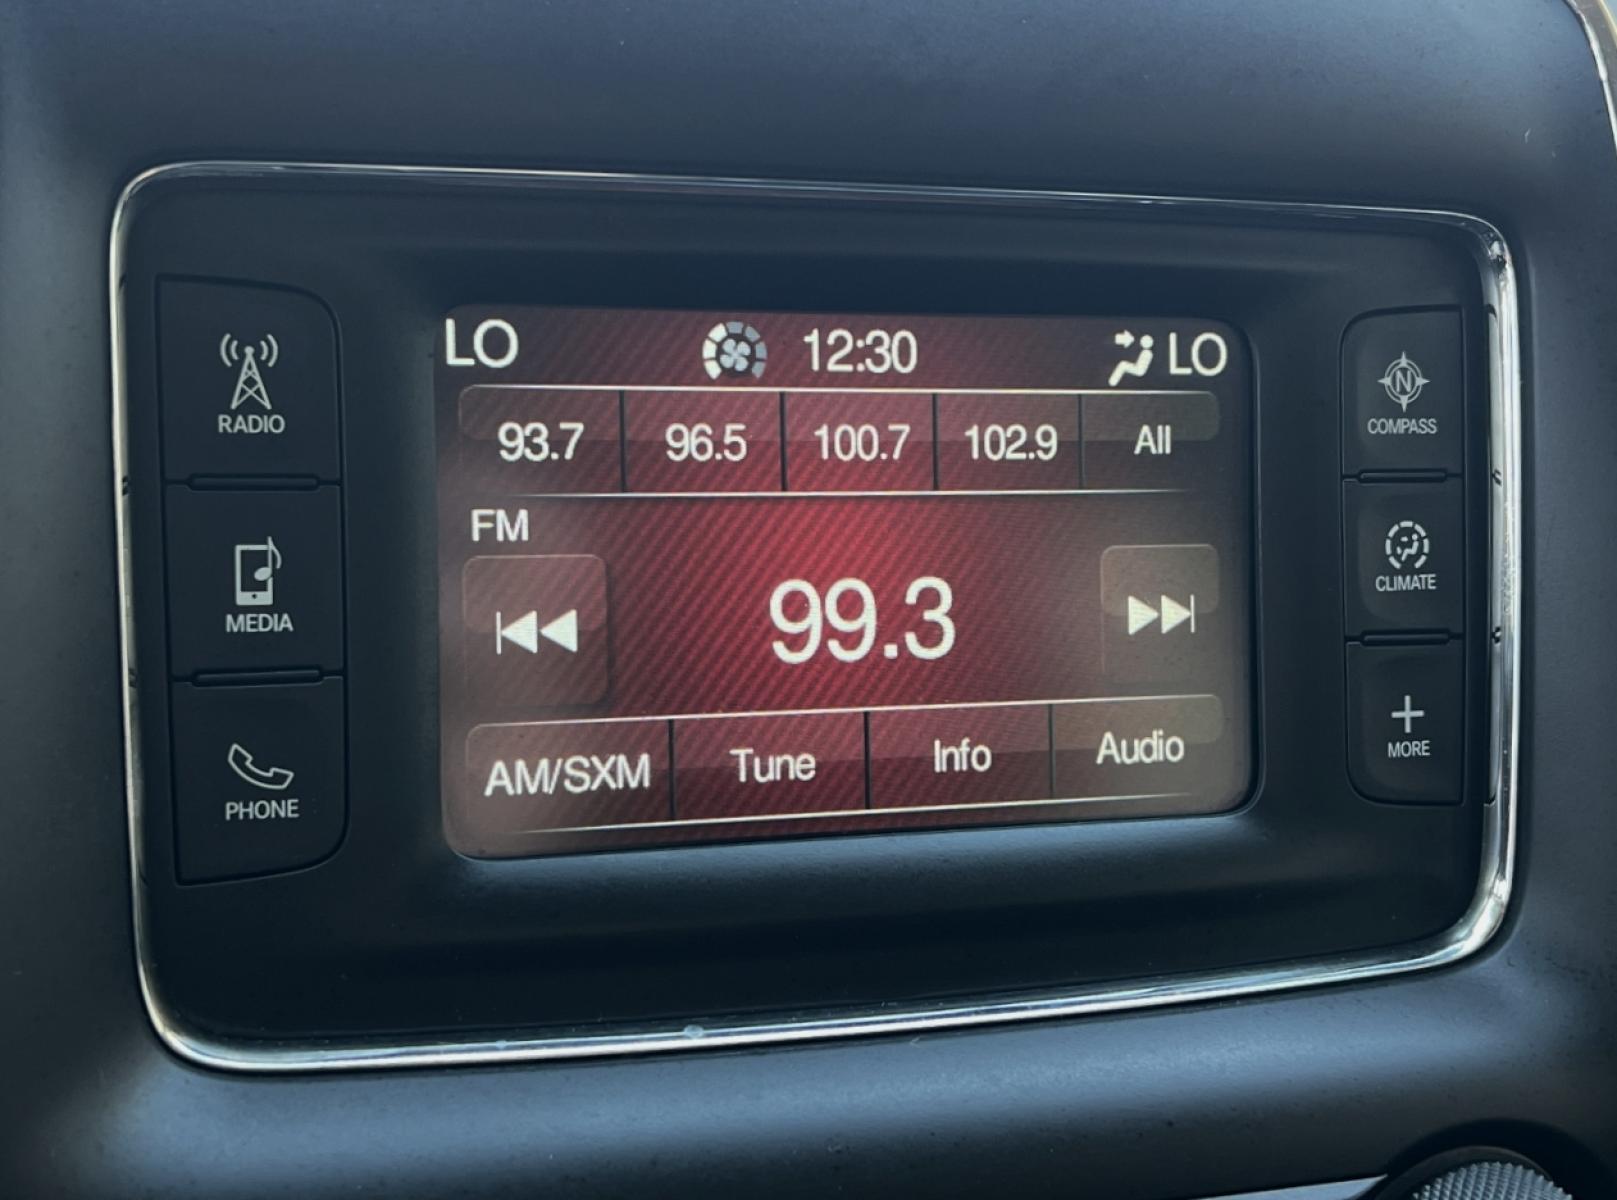 LO 12:30 LO
93.7 96.5 100.7 102.9 All
FM
99.3
AM/SXM Tune Info Audio
RADIO
MEDIA
PHONE
N
COMPASS
CLIMATE
MORE